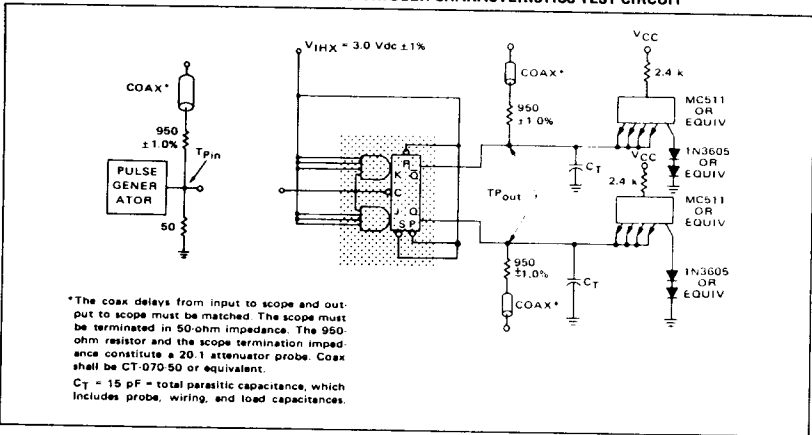 VIHX = 3.0 Vdc ±1%
VCC
2.4 k
COAX*
COAX*
MC511
OR
EQUIV
950
±1.0%
950
±1.0%
TPin
1N3605
OR
EQUIV
CT
VCC
2.4 k
PULSE
GENER
ATOR
R
K
Q
C
J
Q
S
P
TPout
MC511
OR
EQUIV
50
950
±1.0%
CT
COAX*
1N3605
OR
EQUIV
*The coax delays from input to scope and out-
put to scope must be matched. The scope must
be terminated in 50-ohm impedance. The 950-
ohm resistor and the scope termination imped-
ance constitute a 20.1 attenuator probe. Coax
shall be CT-070-50 or equivalent.
CT = 15 pF = total parasitic capacitance, which
includes probe, wiring, and load capacitances.